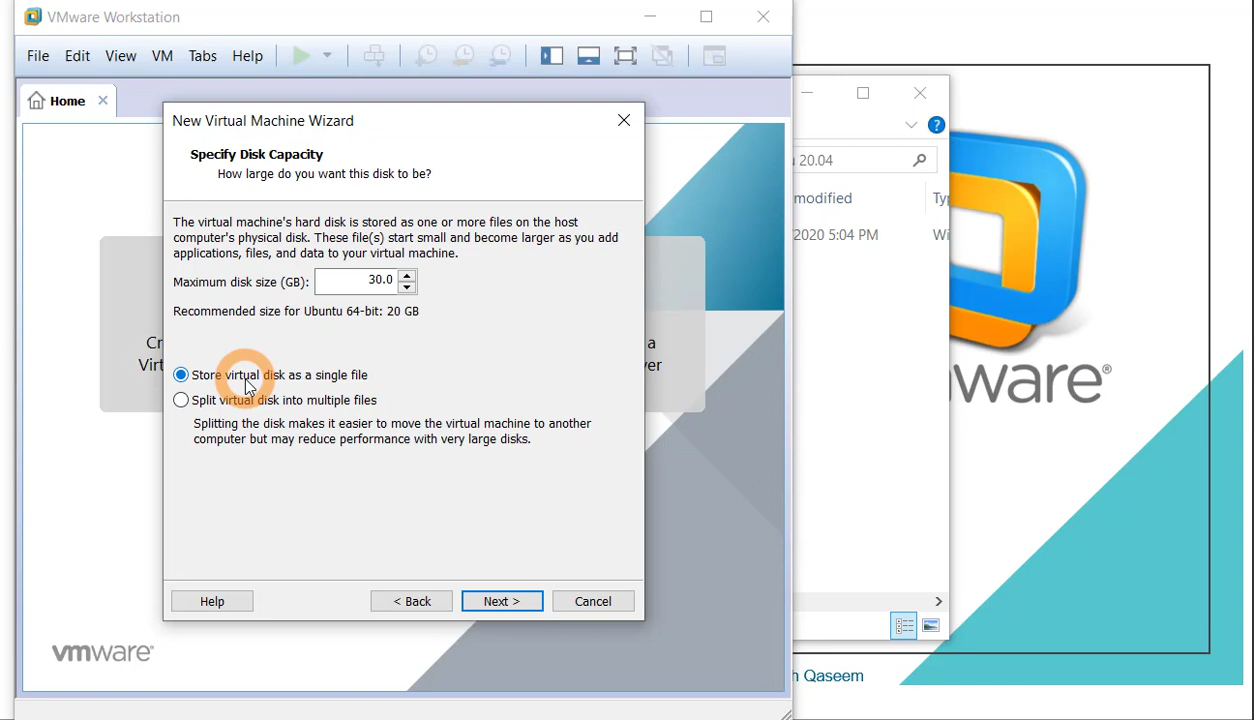 VMware Workstation
File Edit View VM Tabs Help
Home
New Virtual Machine Wizard
Specify Disk Capacity
How large do you want this disk to be?
The virtual machine's hard disk is stored as one or more files on the host
computer's physical disk. These file(s) start small and become larger as you add
applications, files, and data to your virtual machine.
Maximum disk size (GB): 30.0
Recommended size for Ubuntu 64-bit: 20 GB
Store virtual disk as a single file
Split virtual disk into multiple files
Splitting the disk makes it easier to move the virtual machine to another
computer but may reduce performance with very large disks.
Help < Back Next > Cancel
Cr
Virt
a
ver
vmware®
?
20.04
modified Ty
2020 5:04 PM Wi
ware®
h Qaseem